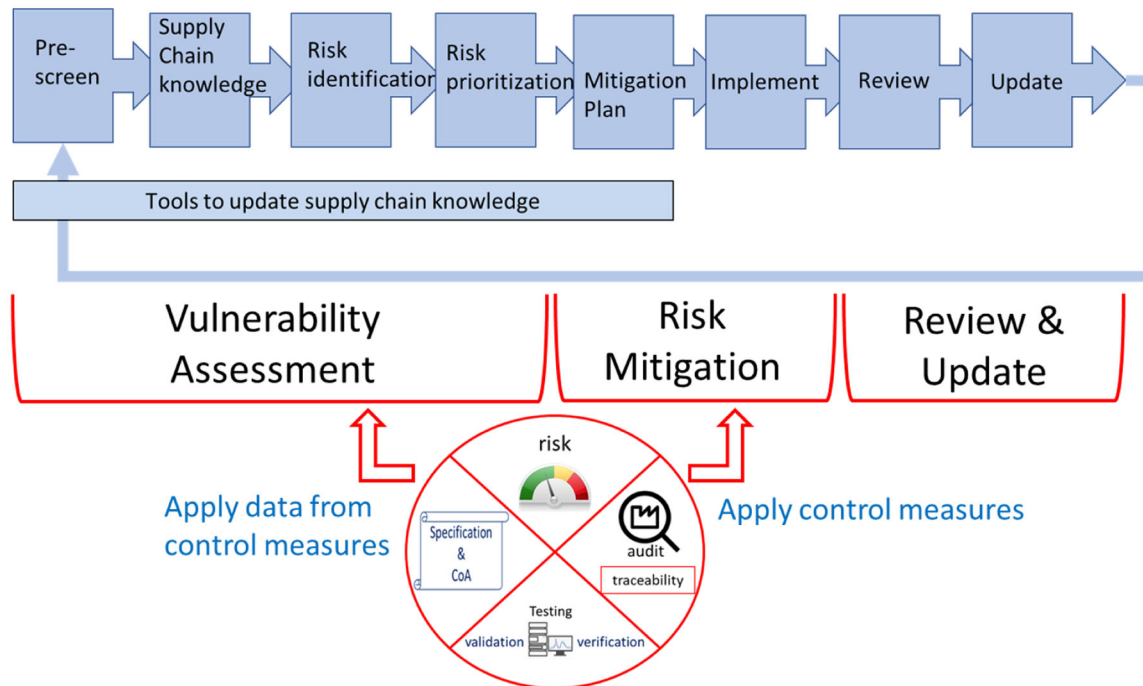 Pre-
screen
Supply
Chain
knowledge
Risk
identification
Risk
prioritization
Mitigation
Plan
Implement
Review
Update
Tools to update supply chain knowledge
Vulnerability
Assessment
Risk
Mitigation
Review &
Update
Apply data from
control measures
risk
Specification
&
CoA
audit
traceability
Testing
validation
verification
Apply control measures